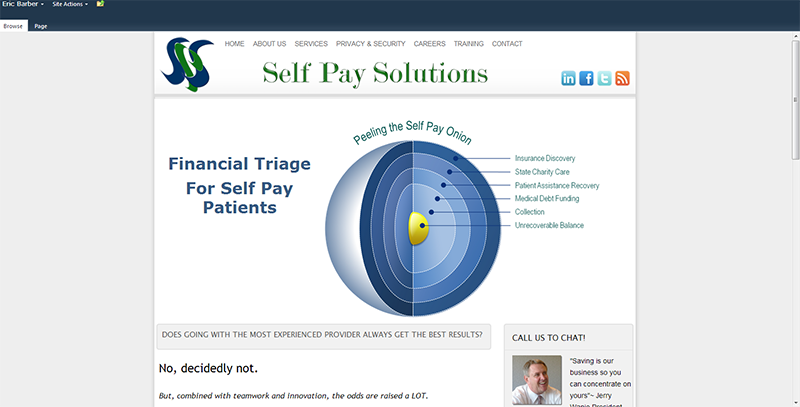 Eric Barber Site Actions
Browse Page
HOME ABOUT US SERVICES PRIVACY & SECURITY CAREERS TRAINING CONTACT
Self Pay Solutions
Peeling the Self Pay Onion
Financial Triage
For Self Pay
Patients
Insurance Discovery
State Charity Care
Patient Assistance Recovery
Medical Debt Funding
Collection
Unrecoverable Balance
DOES GOING WITH THE MOST EXPERIENCED PROVIDER ALWAYS GET THE BEST RESULTS?
No, decidedly not.
But, combined with teamwork and innovation, the odds are raised a LOT.
CALL US TO CHAT!
"Saving is our
business so you
can concentrate on
yours"~ Jerry
President